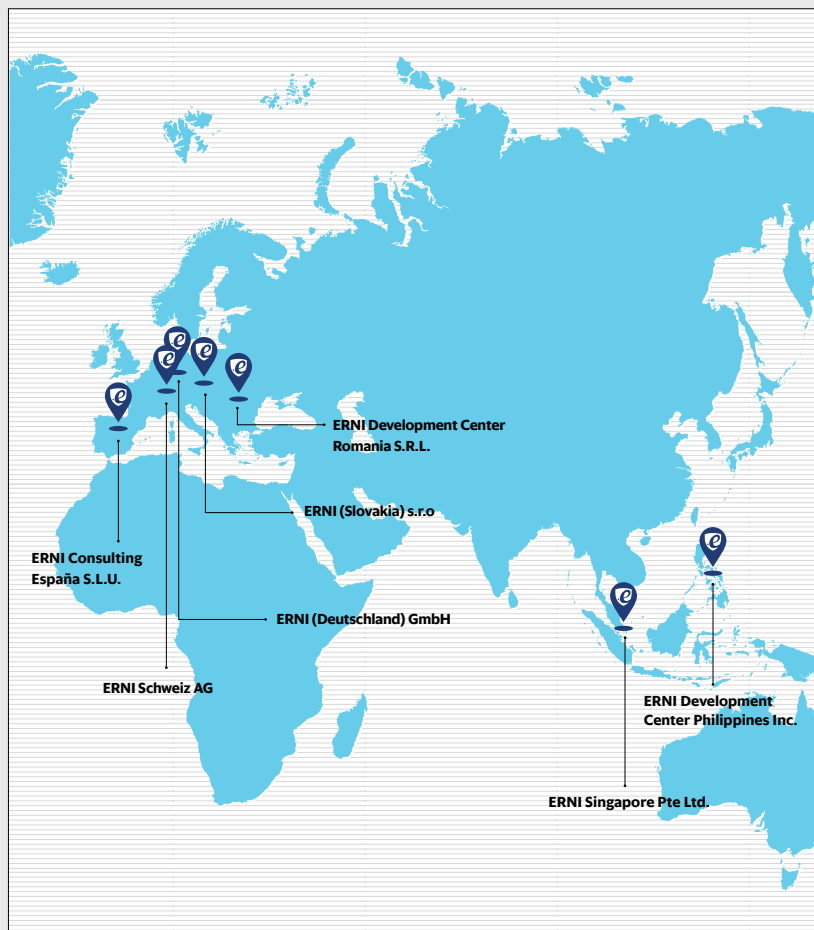 ERNI Development Center
Romania S.R.L.
ERNI (Slovakia) s.r.o
ERNI Consulting
España S.L.U.
ERNI (Deutschland) GmbH
ERNI Schweiz AG
ERNI Development
Center Philippines Inc.
ERNI Singapore Pte Ltd.